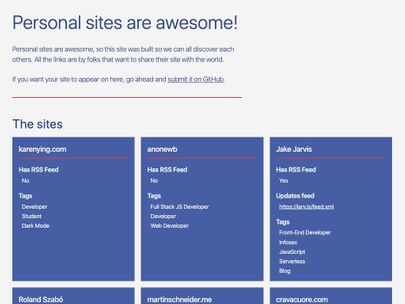 Personal sites are awesome!
Personal sites are awesome, so this site was built so we can all discover each
others. All the links are by folks that want to share their site with the world.
If you want your site to appear on here, go ahead and submit it on GitHub.
The sites
karenying.com
Has RSS Feed
No
Tags
Developer
Student
Dark Mode
anonewb
Has RSS Feed
No
Tags
Full Stack JS Developer
Developer
Web Developer
Jake Jarvis
Has RSS Feed
Yes
Updates feed
https://jarv.is/feed.xml
Tags
Front-End Developer
Infosec
JavaScript
Serverless
Blog
Roland Szabó
martinschneider.me
cravacuore.com